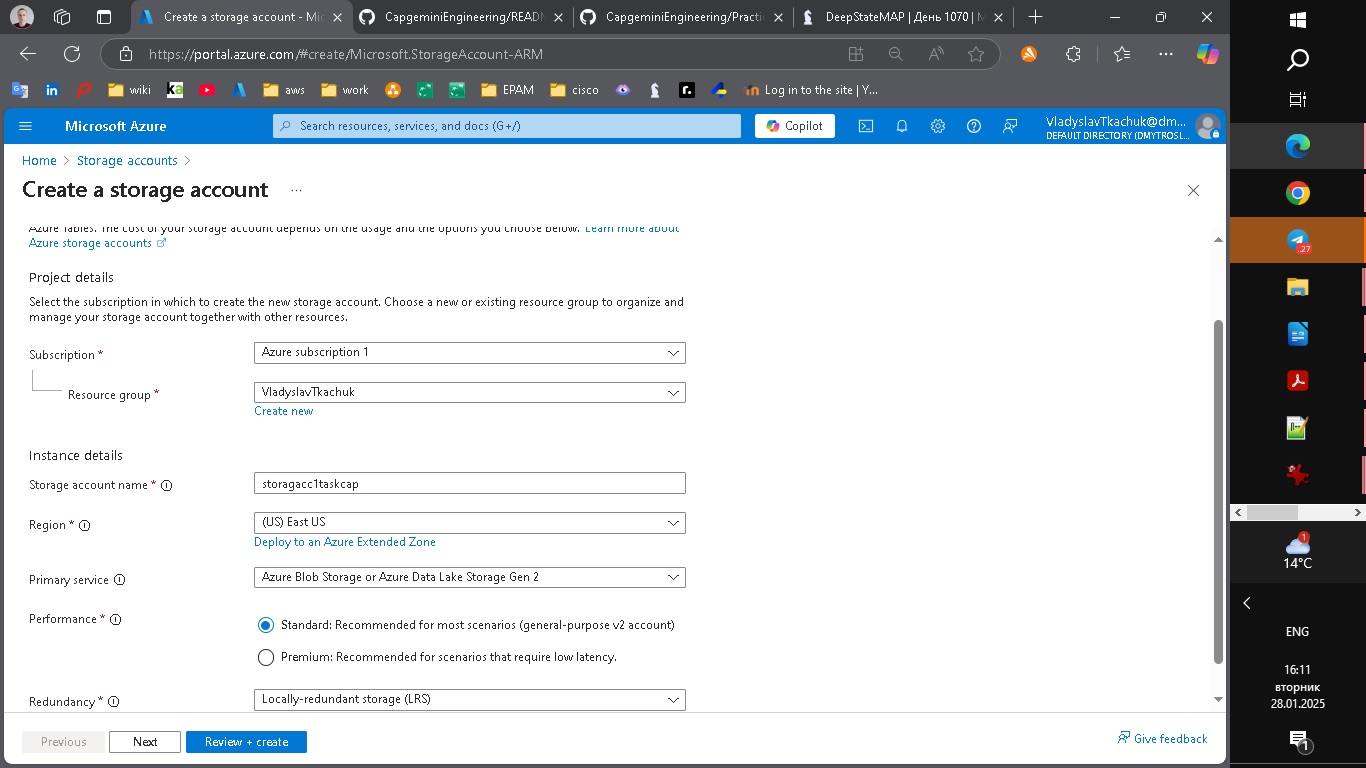 Create a storage account - Mic
CapgeminiEngineering/READM
CapgeminiEngineering/Practi
DeepStateMAP | День 1070 | М
https://portal.azure.com/#create/Microsoft.StorageAccount-ARM
wiki
ka
aws
work
EPAM
cisco
r.
Log in to the site | Y...
Microsoft Azure
Search resources, services, and docs (G+/)
Copilot
VladyslavTkachuk@dm...
DEFAULT DIRECTORY (DMYTROSL...
Home > Storage accounts >
Create a storage account ...
Azure Tables. The cost of your storage account depends on the usage and the options you choose below. Learn more about
Azure storage accounts
Project details
Select the subscription in which to create the new storage account. Choose a new or existing resource group to organize and
manage your storage account together with other resources.
Subscription *
Azure subscription 1
Resource group *
VladyslavTkachuk
Create new
Instance details
Storage account name *
storagacc1taskcap
Region *
(US) East US
Deploy to an Azure Extended Zone
Primary service
Azure Blob Storage or Azure Data Lake Storage Gen 2
Performance *
Standard: Recommended for most scenarios (general-purpose v2 account)
Premium: Recommended for scenarios that require low latency.
Redundancy *
Locally-redundant storage (LRS)
Previous
Next
Review + create
Give feedback
27
1
14°C
ENG
16:11
вторник
28.01.2025
1